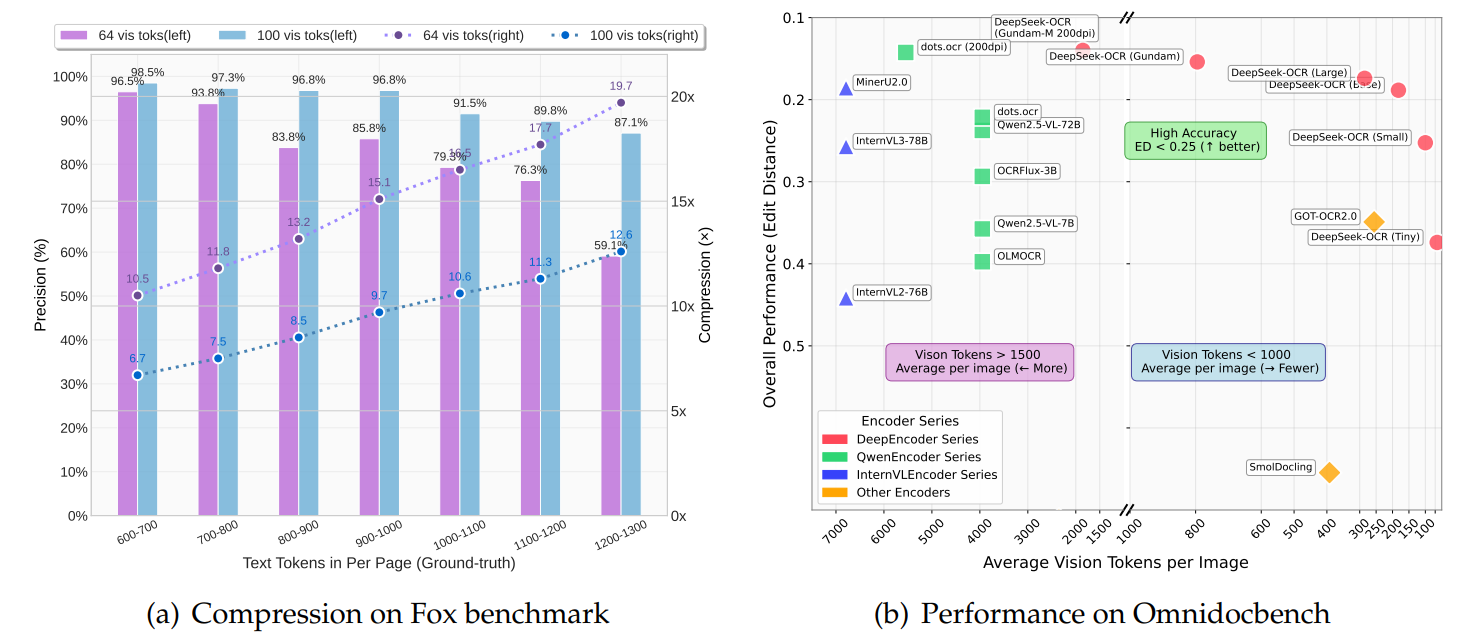 64 vis toks(left) 100 vis toks(left) 64 vis toks(right) 100 vis toks(right)
Precision (%)
100%
90%
80%
70%
60%
50%
40%
30%
20%
10%
0%
96.5% 98.5%
93.8% 97.3%
83.8% 96.8%
85.8% 96.8%
79.3% 91.5%
76.3% 89.8%
59.1% 87.1%
10.5 11.8 13.2 15.1 16.5 17.7 19.7
6.7 7.5 8.5 9.7 10.6 11.3 12.6
20x
15x
10x
5x
0x
Compression (×)
600-700 700-800 800-900 900-1000 1000-1100 1100-1200 1200-1300
Text Tokens in Per Page (Ground-truth)
(a) Compression on Fox benchmark
Overall Performance (Edit Distance)
0.1
0.2
0.3
0.4
0.5
DeepSeek-OCR
(Gundam-M 200dpi)
dots.ocr (200dpi)
DeepSeek-OCR (Gundam)
DeepSeek-OCR (Large)
DeepSeek-OCR (Base)
MinerU2.0
dots.ocr
Qwen2.5-VL-72B
High Accuracy
ED < 0.25 (↑ better)
DeepSeek-OCR (Small)
InternVL3-78B
OCRFlux-3B
GOT-OCR2.0
Qwen2.5-VL-7B
DeepSeek-OCR (Tiny)
OLMOCR
InternVL2-76B
Vison Tokens > 1500
Average per image (← More)
Vision Tokens < 1000
Average per image (→ Fewer)
Encoder Series
DeepEncoder Series
QwenEncoder Series
InternVLEncoder Series
Other Encoders
SmolDocling
7000 6000 5000 4000 3000 2000 1500 1000 800 600 500 400 300 250 200 150 100
Average Vision Tokens per Image
(b) Performance on Omnidocbench